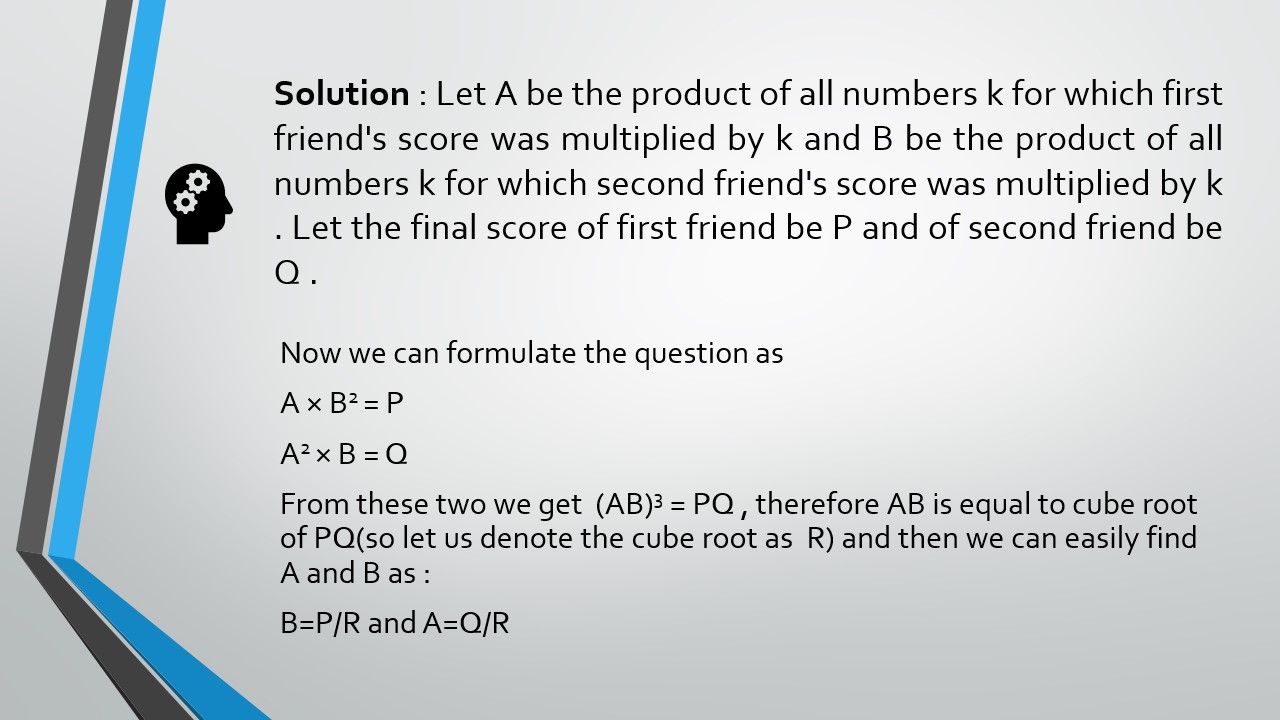 Solution : Let A be the product of all numbers k for which first
friend's score was multiplied by k and B be the product of all
numbers k for which second friend's score was multiplied by k
. Let the final score of first friend be P and of second friend be
Q .
Now we can formulate the question as
A × B² = P
A² × B = Q
From these two we get  (AB)³ = PQ , therefore AB is equal to cube root
of PQ(so let us denote the cube root as  R) and then we can easily find
A and B as :
B=P/R and A=Q/R